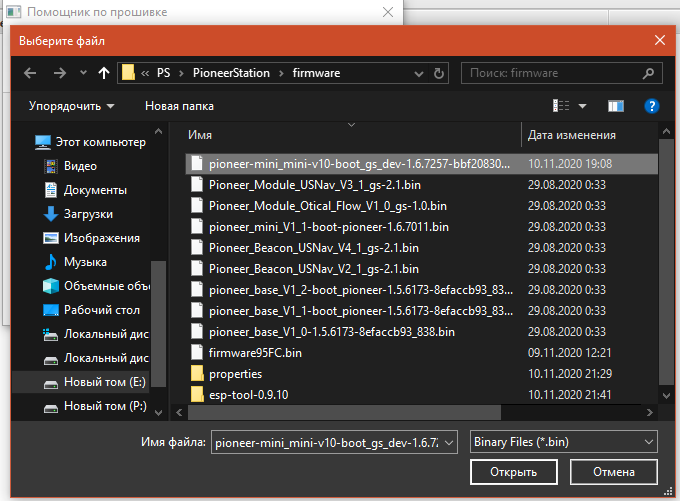 Помощник по прошивке
Выберите файл
PS PioneerStation firmware
Поиск: firmware
Упорядочить Новая папка
Этот компьютер
Видео
Документы
Загрузки
Изображения
Музыка
Объемные объ
Рабочий стол
Локальный дис
Локальный дис
Новый том (E:)
Новый том (P:)
Имя Дата изменения
pioneer-mini_mini-v10-boot_gs_dev-1.6.7257-bbf20830... 10.11.2020 19:08
Pioneer_Module_USNav_V3_1_gs-2.1.bin 29.08.2020 0:33
Pioneer_Module_Otical_Flow_V1_0_gs-1.0.bin 29.08.2020 0:33
pioneer_mini_V1_1-boot-pioneer-1.6.7011.bin 29.08.2020 0:33
Pioneer_Beacon_USNav_V4_1_gs-2.1.bin 29.08.2020 0:33
Pioneer_Beacon_USNav_V2_1_gs-2.1.bin 29.08.2020 0:33
pioneer_base_V1_2-boot_pioneer-1.5.6173-8efaccb93_83... 29.08.2020 0:33
pioneer_base_V1_1-boot_pioneer-1.5.6173-8efaccb93_83... 29.08.2020 0:33
pioneer_base_V1_0-1.5.6173-8efaccb93_838.bin 29.08.2020 0:33
firmware95FC.bin 09.11.2020 12:21
properties 10.11.2020 21:29
esp-tool-0.9.10 10.11.2020 21:41
Имя файла: pioneer-mini_mini-v10-boot_gs_dev-1.6.72 Binary Files (*.bin)
Открыть Отмена